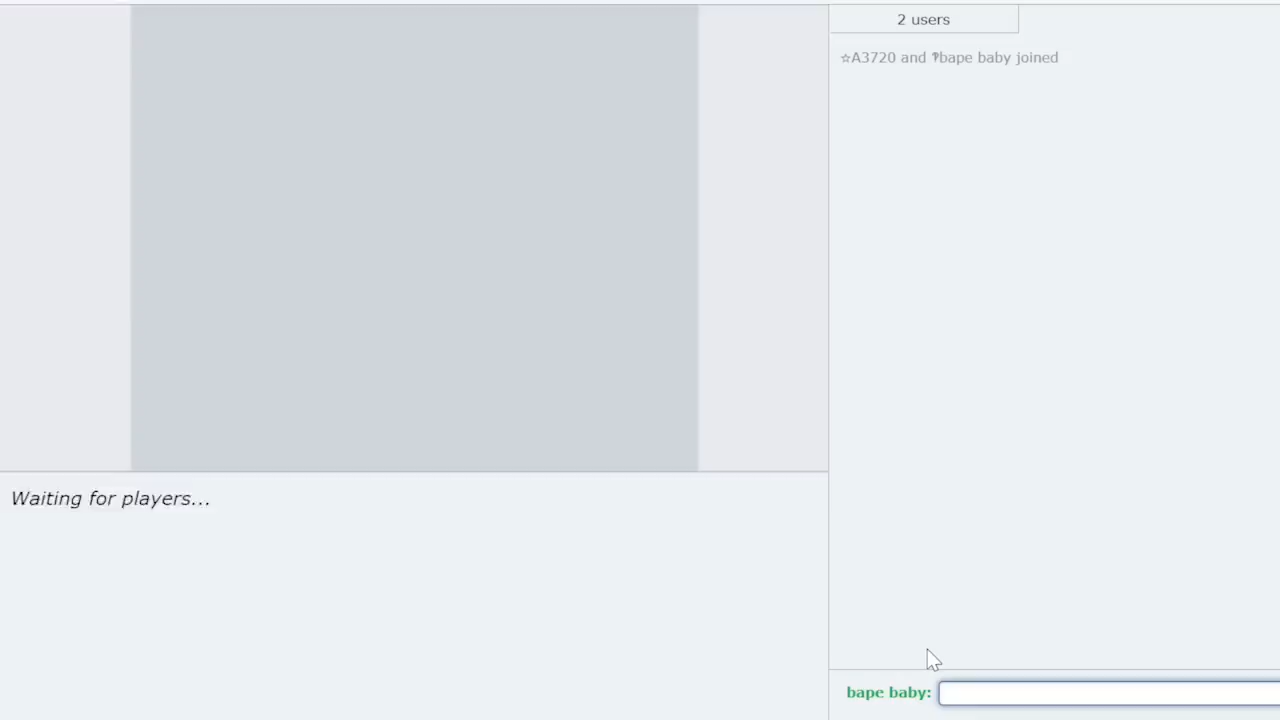 2 users
☆A3720 and ‽bape baby joined
Waiting for players...
bape baby: